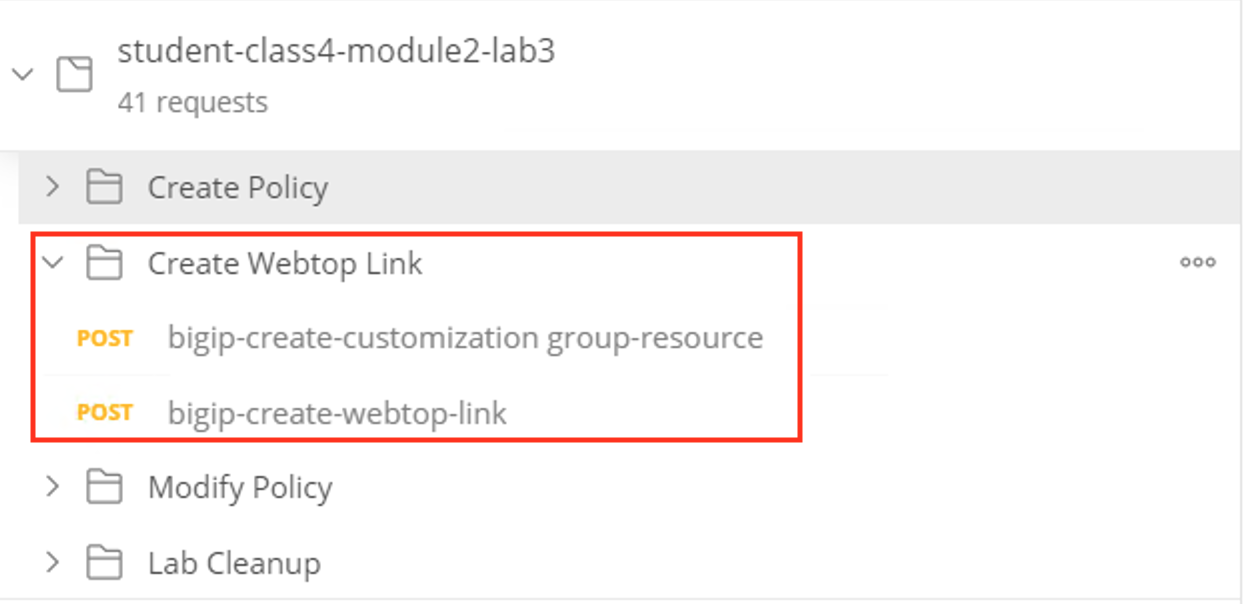 student-class4-module2-lab3
41 requests
Create Policy
Create Webtop Link
POST bigip-create-customization group-resource
POST bigip-create-webtop-link
Modify Policy
Lab Cleanup